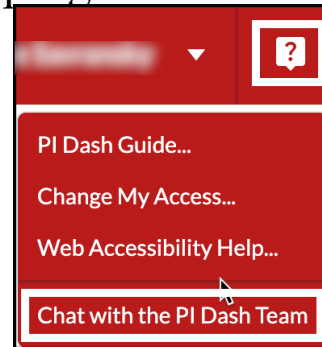 ?
PI Dash Guide...
Change My Access...
Web Accessibility Help...
Chat with the PI Dash Team